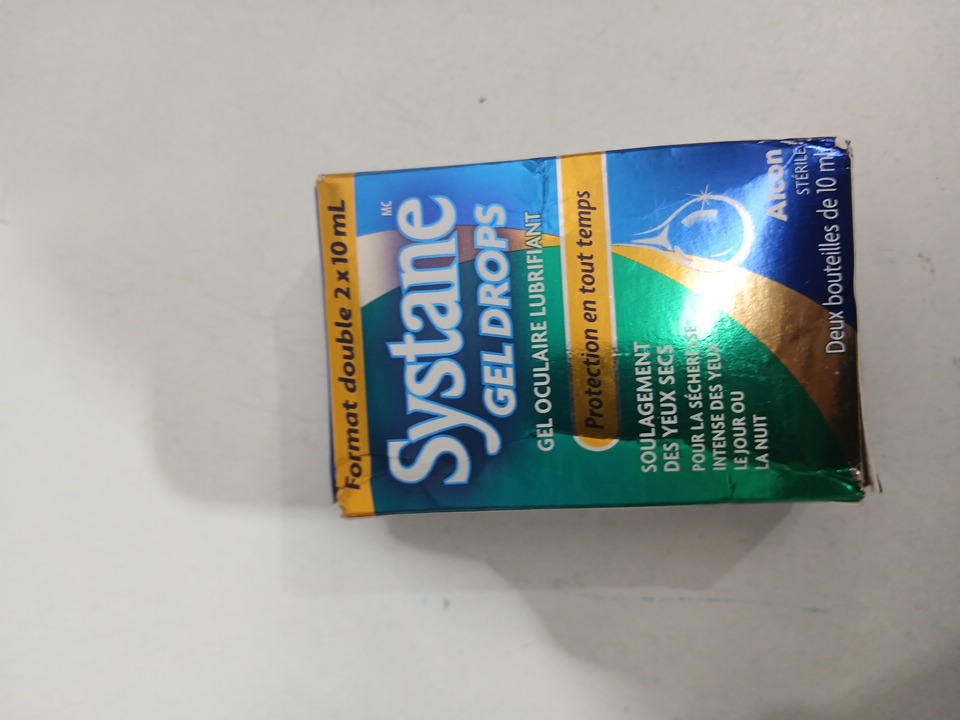 Format double 2 x 10 mL
Systane MC
GEL DROPS
GEL OCULAIRE LUBRIFIANT
Protection en tout temps
SOULAGEMENT
DES YEUX SECS
POUR LA SÉCHERESSE
INTENSE DES YEUX
LE JOUR OU
LA NUIT
Alcon
STÉRILE
Deux bouteilles de 10 ml